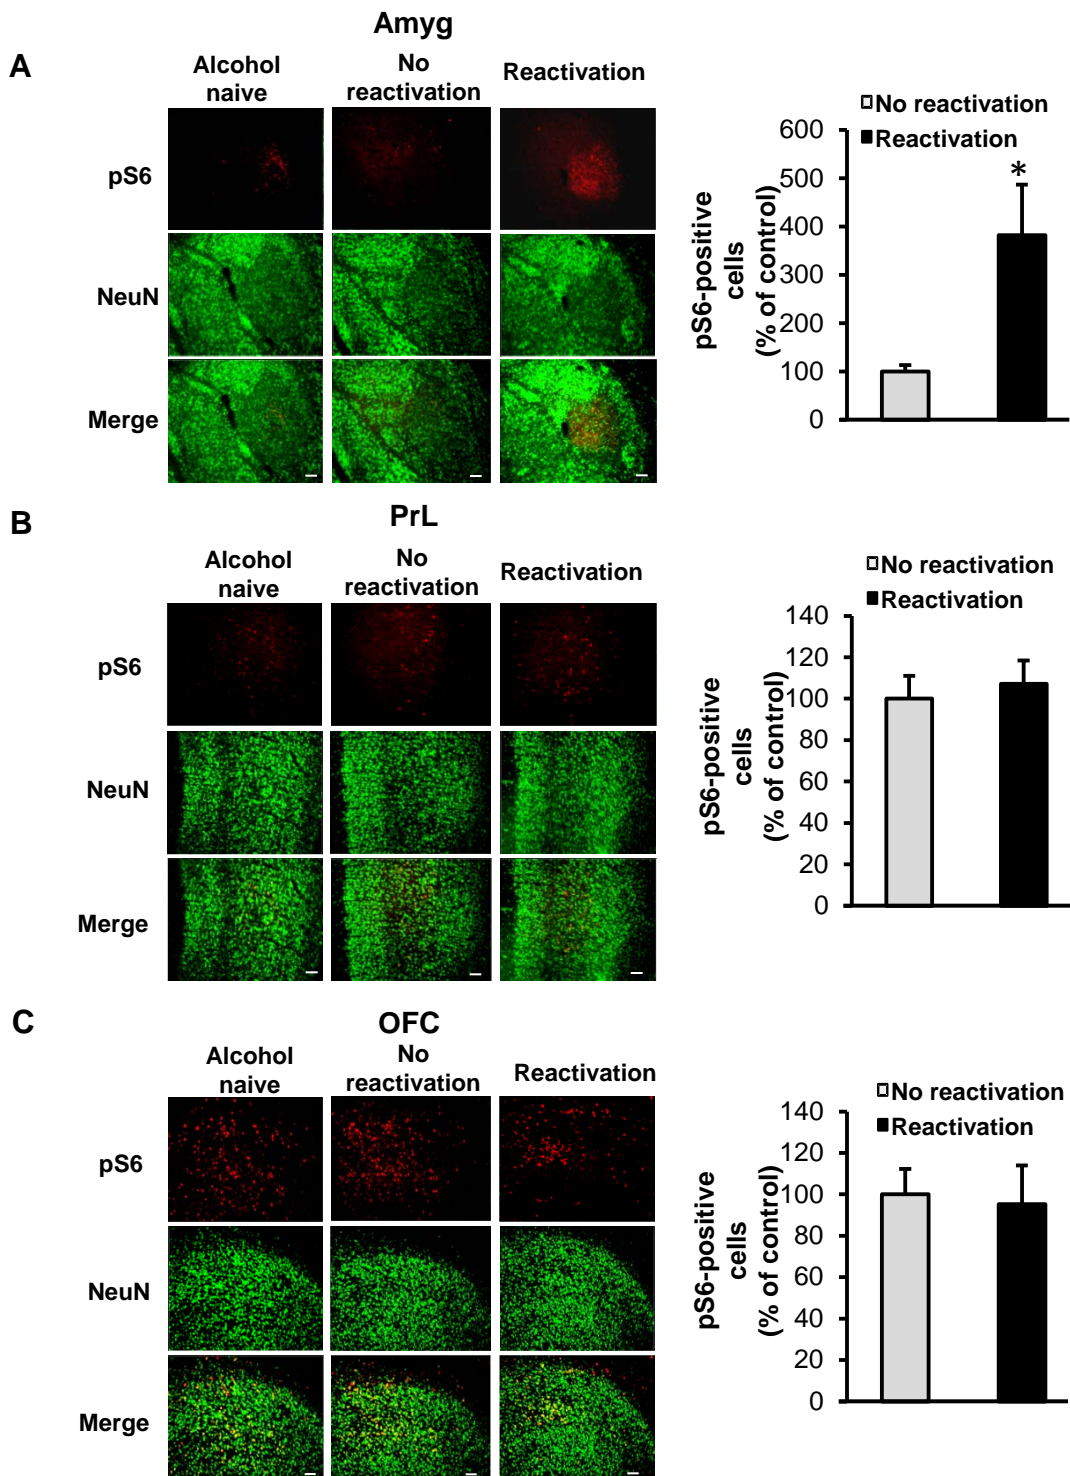 Amyg
A
Alcohol
naive
No
reactivation
Reactivation
pS6
NeuN
Merge
No reactivation
Reactivation
600
500
400
300
200
100
0
*
pS6-positive
cells
(% of control)
PrL
B
Alcohol
naive
No
reactivation
Reactivation
pS6
NeuN
Merge
No reactivation
Reactivation
140
120
100
80
60
40
20
0
pS6-positive
cells
(% of control)
C
OFC
Alcohol
naive
No
reactivation
Reactivation
pS6
NeuN
Merge
No reactivation
Reactivation
140
120
100
80
60
40
20
0
pS6-positive
cells
(% of control)